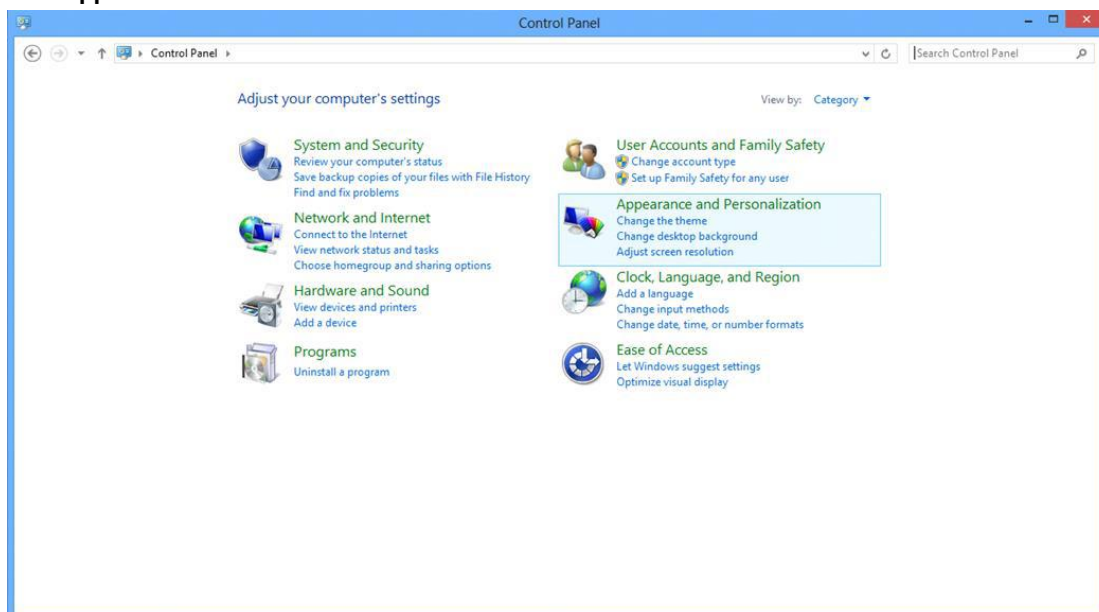 Control Panel
Control Panel
Search Control Panel
Adjust your computer's settings
View by: Category
System and Security
Review your computer's status
Save backup copies of your files with File History
Find and fix problems
Network and Internet
Connect to the Internet
View network status and tasks
Choose homegroup and sharing options
Hardware and Sound
View devices and printers
Add a device
Programs
Uninstall a program
User Accounts and Family Safety
Change account type
Set up Family Safety for any user
Appearance and Personalization
Change the theme
Change desktop background
Adjust screen resolution
Clock, Language, and Region
Add a language
Change input methods
Change date, time, or number formats
Ease of Access
Let Windows suggest settings
Optimize visual display